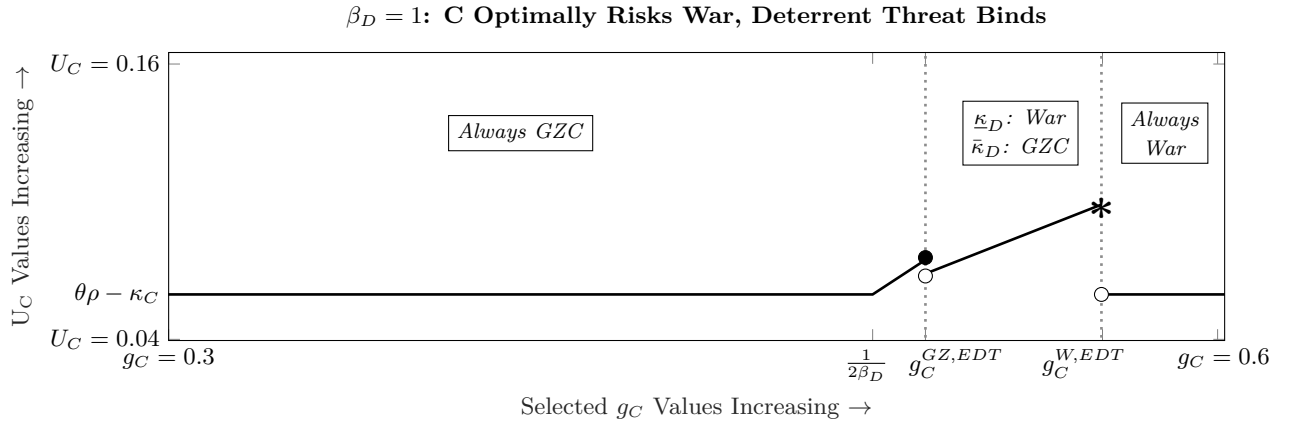 β_D = 1: C Optimally Risks War, Deterrent Threat Binds
U_C Values Increasing →
U_C = 0.16
θρ − κ_C
U_C = 0.04
Always GZC
κ̲_D: War
κ̄_D: GZC
Always
War
*
g_C = 0.3
1/(2β_D)
g_C^{GZ,EDT}
g_C^{W,EDT}
g_C = 0.6
Selected g_C Values Increasing →